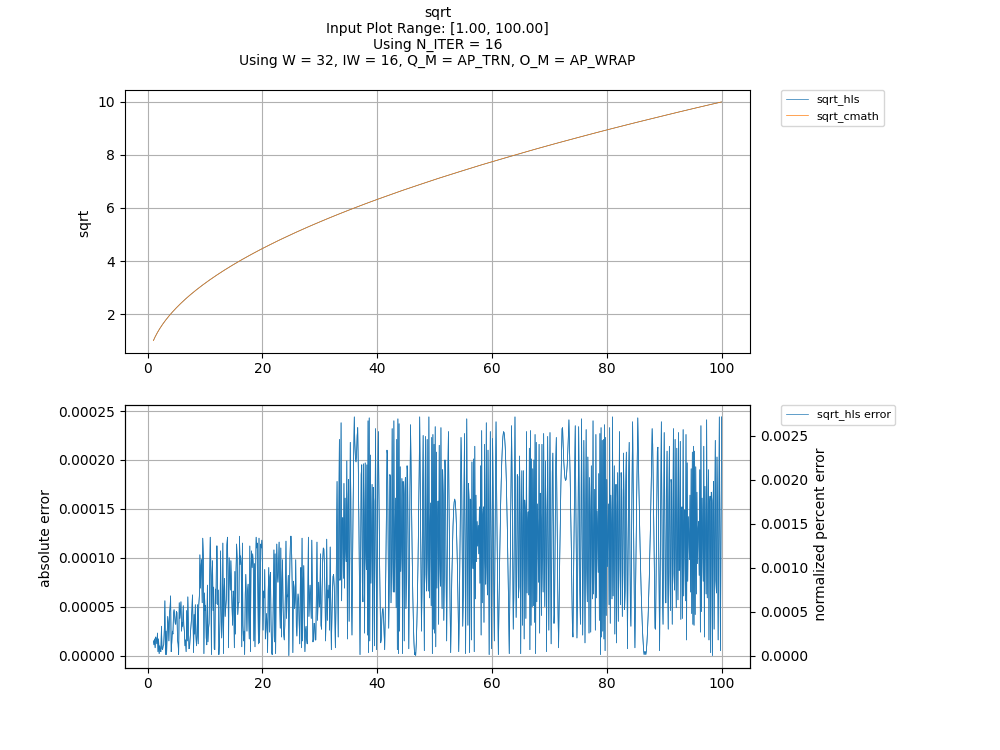 sqrt
Input Plot Range: [1.00, 100.00]
Using N_ITER = 16
Using W = 32, IW = 16, Q_M = AP_TRN, O_M = AP_WRAP
10
8
6
4
2
sqrt
0
20
40
60
80
100
sqrt_hls
sqrt_cmath
0.00025
0.00020
0.00015
0.00010
0.00005
0.00000
absolute error
0
20
40
60
80
100
sqrt_hls error
0.0025
0.0020
0.0015
0.0010
0.0005
0.0000
normalized percent error